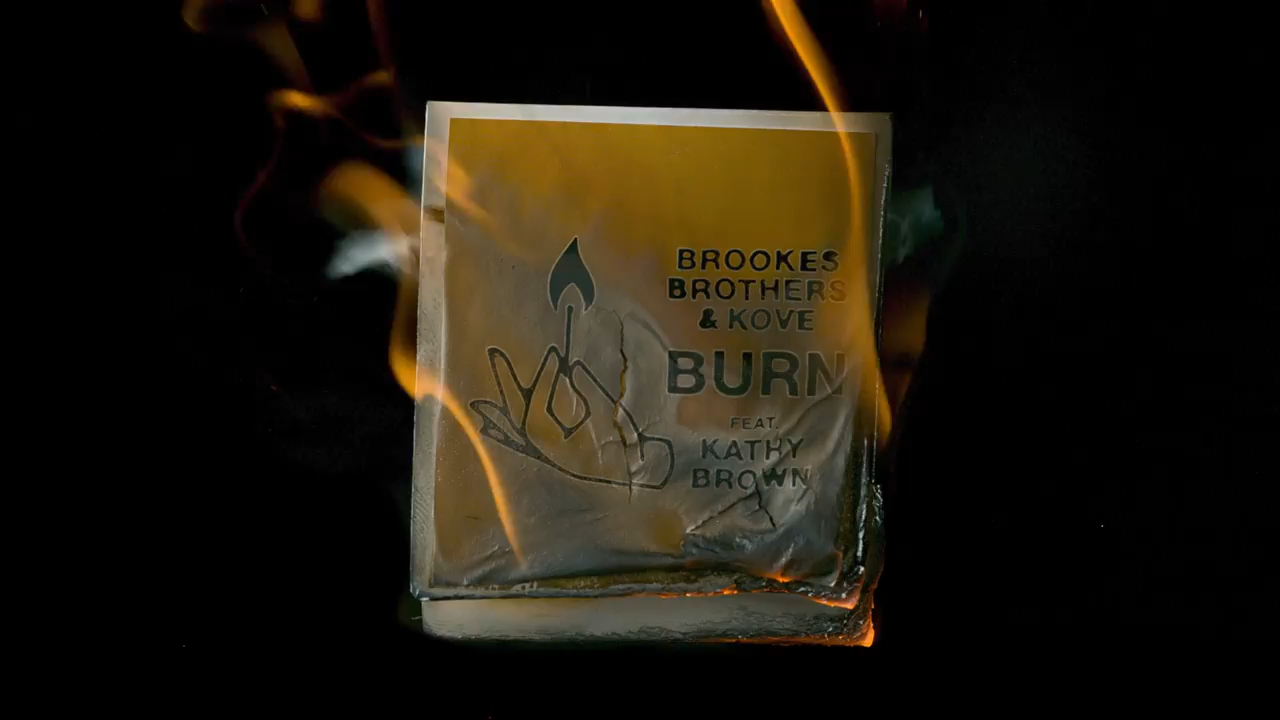 BROOKES
BROTHERS
& KOVE
BURN
FEAT.
KATHY
BROWN